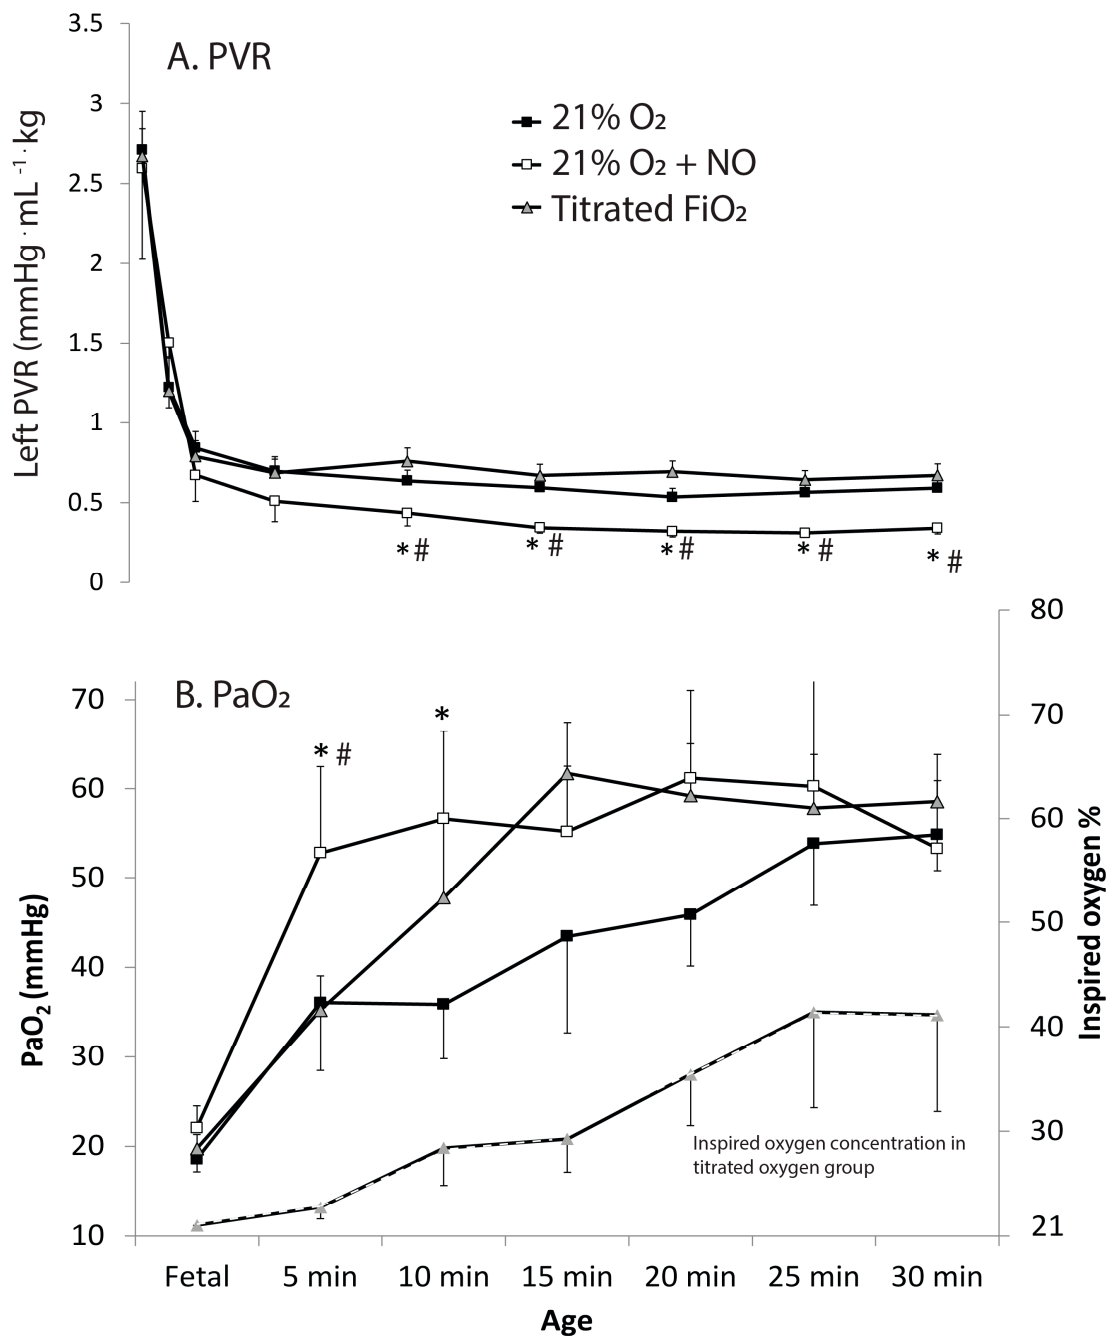 3.5
A. PVR
3
21% O₂
21% O₂ + NO
Titrated FiO₂
2.5
2
1.5
1
0.5
0
Left PVR (mmHg · mL ⁻¹ · kg
*#
* #
*#
* #
* #
80
B. PaO₂
70
70
* #
*
60
60
50
50
40
40
30
30
20
21
10
PaO₂ (mmHg)
Inspired oxygen %
Inspired oxygen concentration in
titrated oxygen group
Fetal 5 min 10 min 15 min 20 min 25 min 30 min
Age